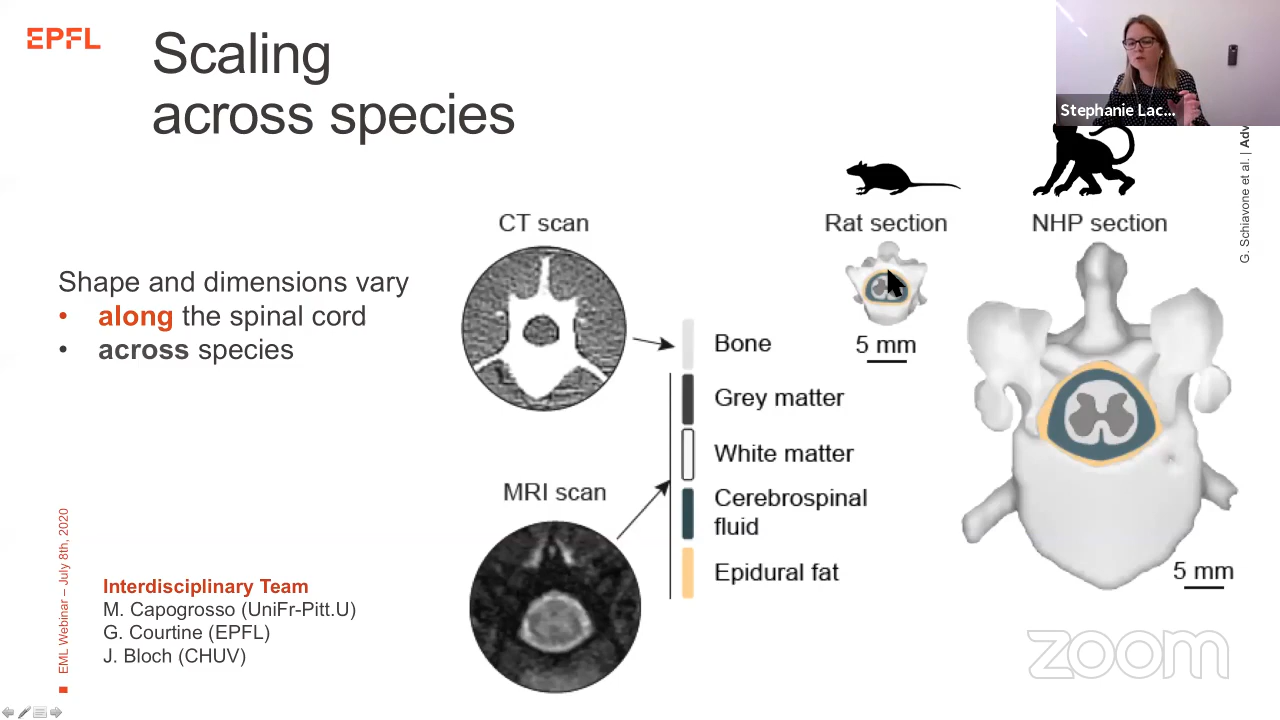 EPFL
Scaling
across species
Stephanie Lac...
G. Schiavone et al. | Adv
Rat section
NHP section
CT scan
Shape and dimensions vary
• along the spinal cord
• across species
5 mm
Bone
Grey matter
White matter
Cerebrospinal
fluid
Epidural fat
MRI scan
5 mm
EML Webinar – July 8th, 2020
Interdisciplinary Team
M. Capogrosso (UniFr-Pitt.U)
G. Courtine (EPFL)
J. Bloch (CHUV)
zoom